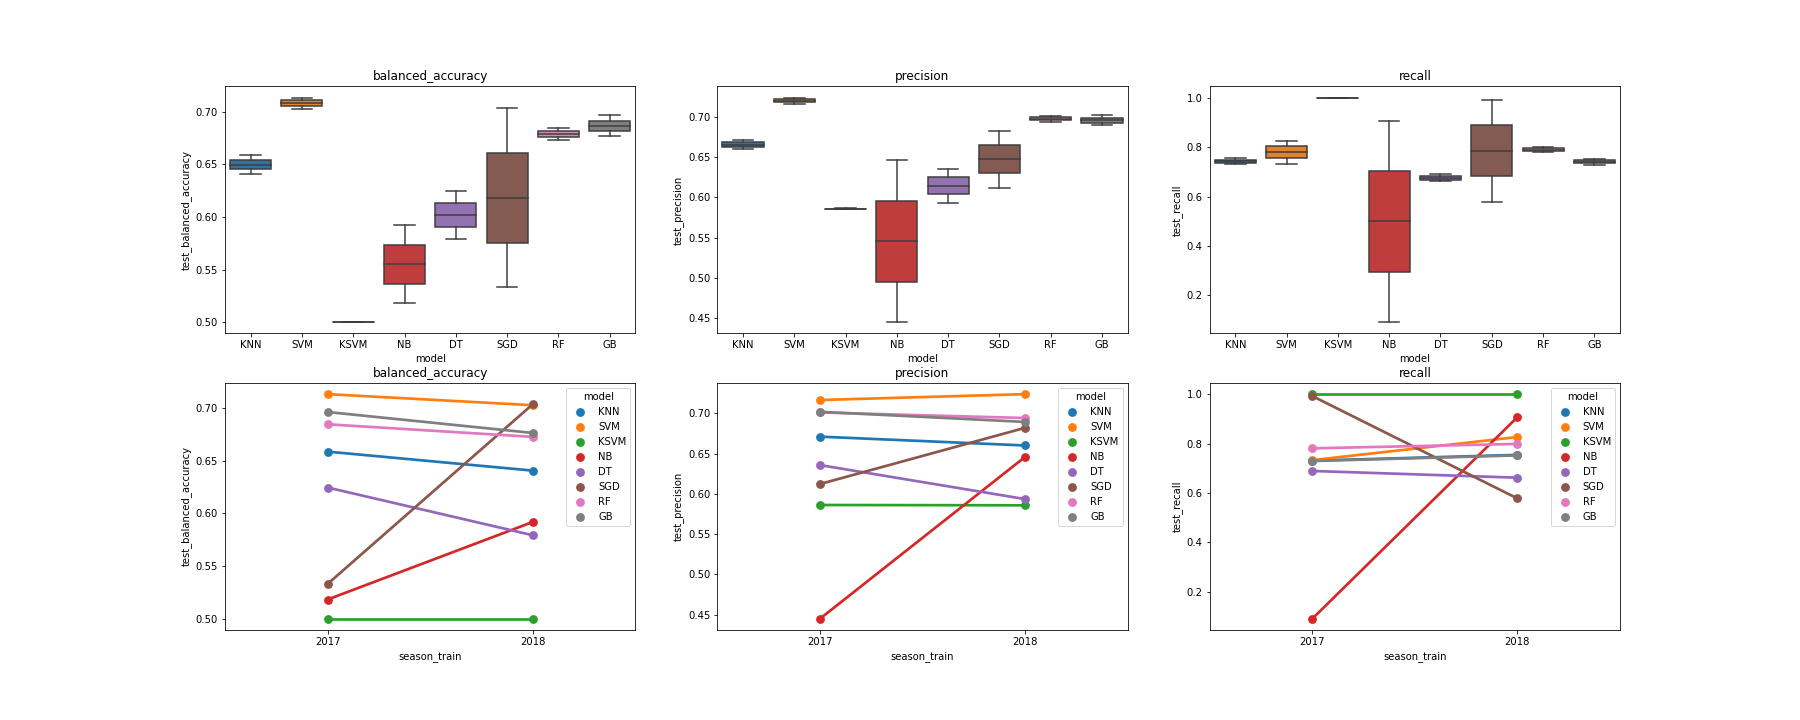 balanced_accuracy
test_balanced_accuracy
0.70
0.65
0.60
0.55
0.50
KNN SVM KSVM NB DT SGD RF GB
model
precision
test_precision
0.70
0.65
0.60
0.55
0.50
0.45
KNN SVM KSVM NB DT SGD RF GB
model
recall
test_recall
1.0
0.8
0.6
0.4
0.2
KNN SVM KSVM NB DT SGD RF GB
model
balanced_accuracy
test_balanced_accuracy
0.70
0.65
0.60
0.55
0.50
2017 2018
season_train
model
KNN
SVM
KSVM
NB
DT
SGD
RF
GB
precision
test_precision
0.70
0.65
0.60
0.55
0.50
0.45
2017 2018
season_train
model
KNN
SVM
KSVM
NB
DT
SGD
RF
GB
recall
test_recall
1.0
0.8
0.6
0.4
0.2
2017 2018
season_train
model
KNN
SVM
KSVM
NB
DT
SGD
RF
GB